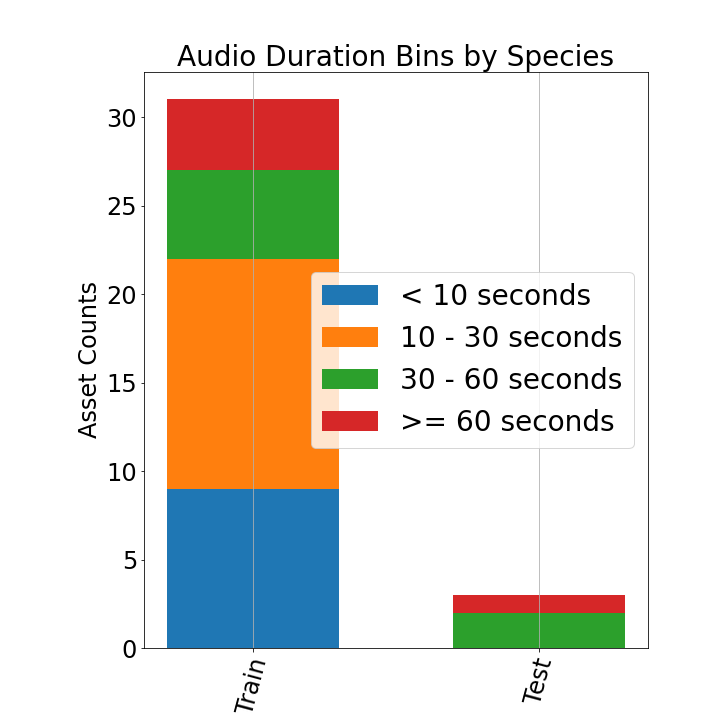 Audio Duration Bins by Species
Asset Counts
30
25
20
15
10
5
0
< 10 seconds
10 - 30 seconds
30 - 60 seconds
>= 60 seconds
Train
Test